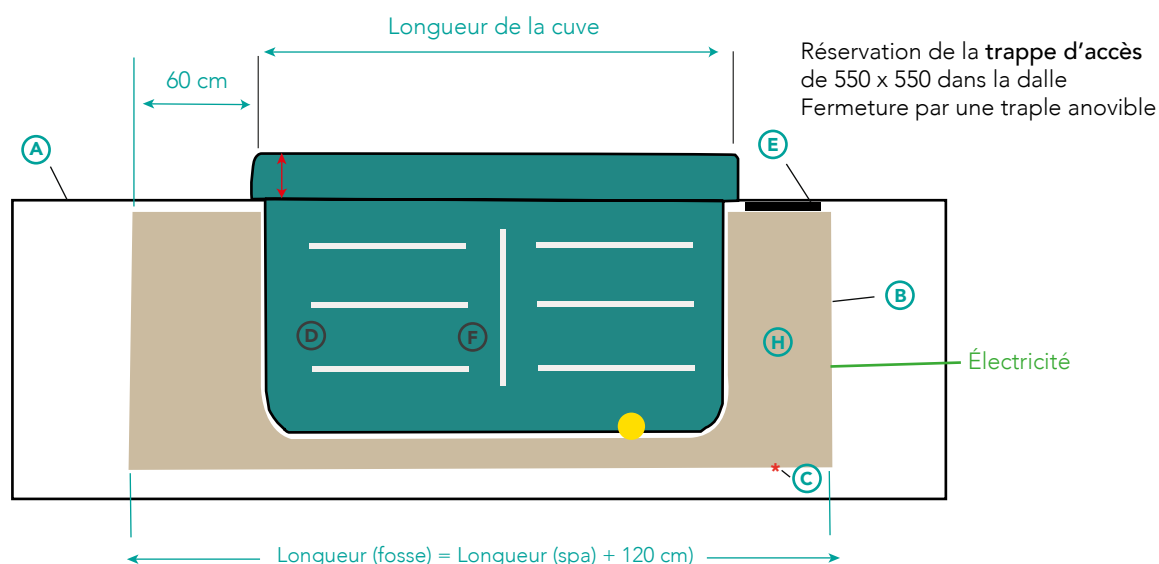 Longueur de la cuve
Réservation de la trappe d'accès
de 550 x 550 dans la dalle
Fermeture par une traple anovible
60 cm
A
E
B
D
F
H
Électricité
* C
Longueur (fosse) = Longueur (spa) + 120 cm)